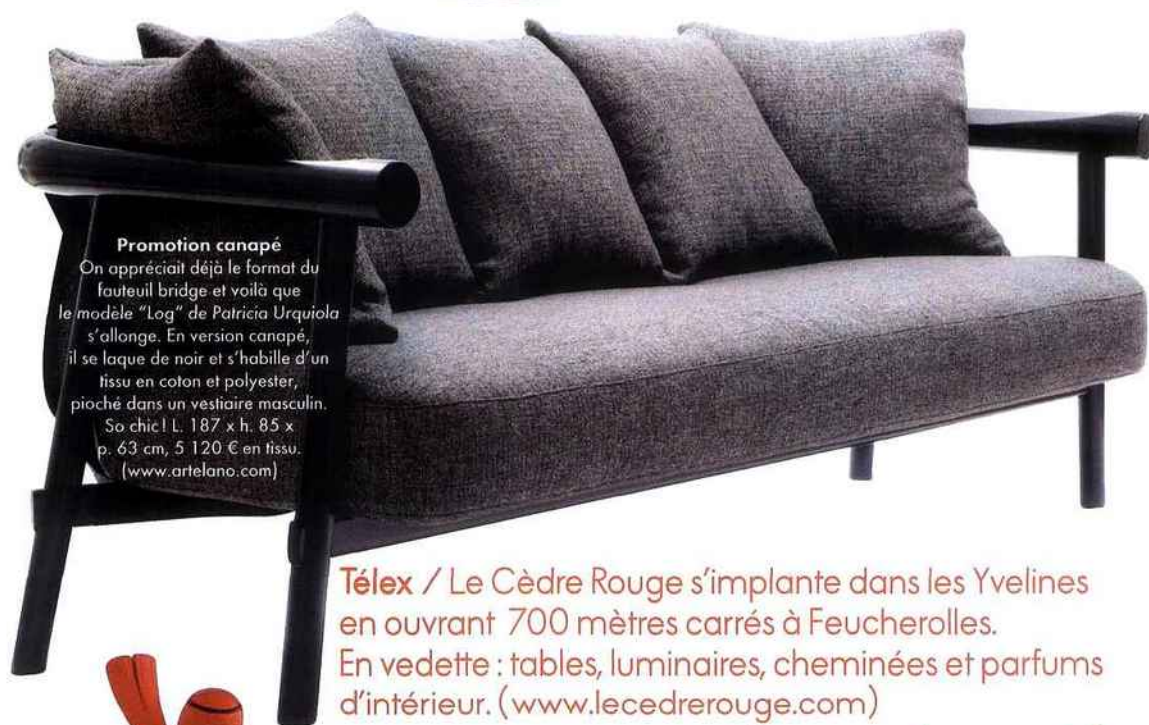 Promotion canapé
On appréciait déjà le format du
fauteuil bridge et voilà que
le modèle “Log” de Patricia Urquiola
s’allonge. En version canapé,
il se laque de noir et s’habille d’un
tissu en coton et polyester,
pioché dans un vestiaire masculin.
So chic! L. 187 x h. 85 x
p. 63 cm, 5 120 € en tissu.
(www.artelano.com)
Télex / Le Cèdre Rouge s’implante dans les Yvelines
en ouvrant 700 mètres carrés à Feucherolles.
En vedette : tables, luminaires, cheminées et parfums
d’intérieur. (www.lecedrerouge.com)